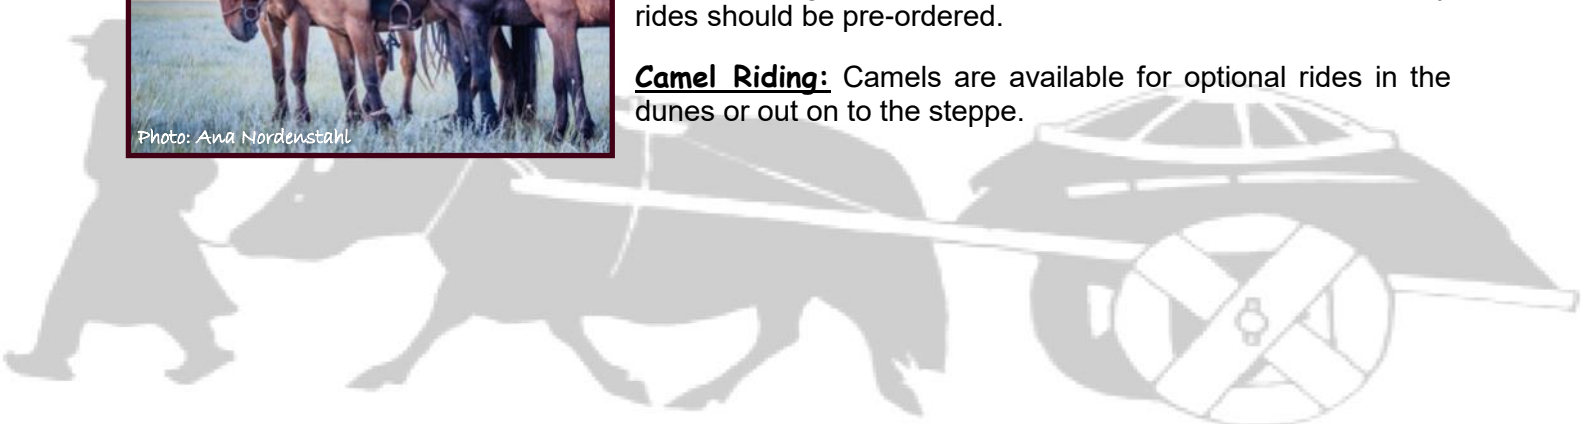 rides should be pre-ordered.
Camel Riding: Camels are available for optional rides in the
dunes or out on to the steppe.
Photo: Ana Nordenstahl